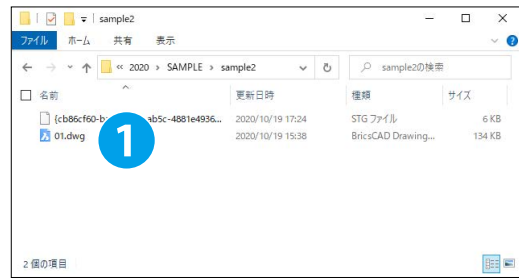 sample2
ファイル ホーム 共有 表示
« 2020 › SAMPLE › sample2 sample2の検索
名前 更新日時 種類 サイズ
{cb86cf60-b ab5c-4881e4936... 2020/10/19 17:24 STG ファイル 6 KB
01.dwg 2020/10/19 15:38 BricsCAD Drawing... 134 KB
1
2 個の項目